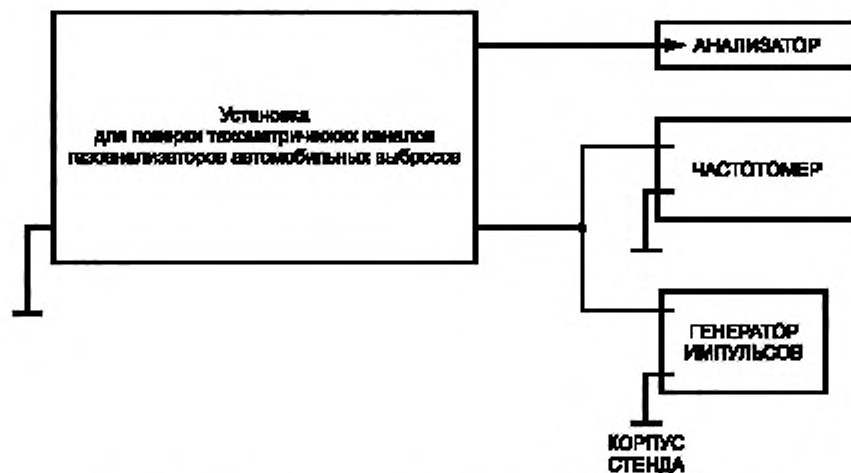 Установка
для поверки тахометрических каналов
газоанализаторов автомобильных выбросов
АНАЛИЗАТОР
ЧАСТОТОМЕР
ГЕНЕРАТОР
ИМПУЛЬСОВ
КОРПУС
СТЕНДА